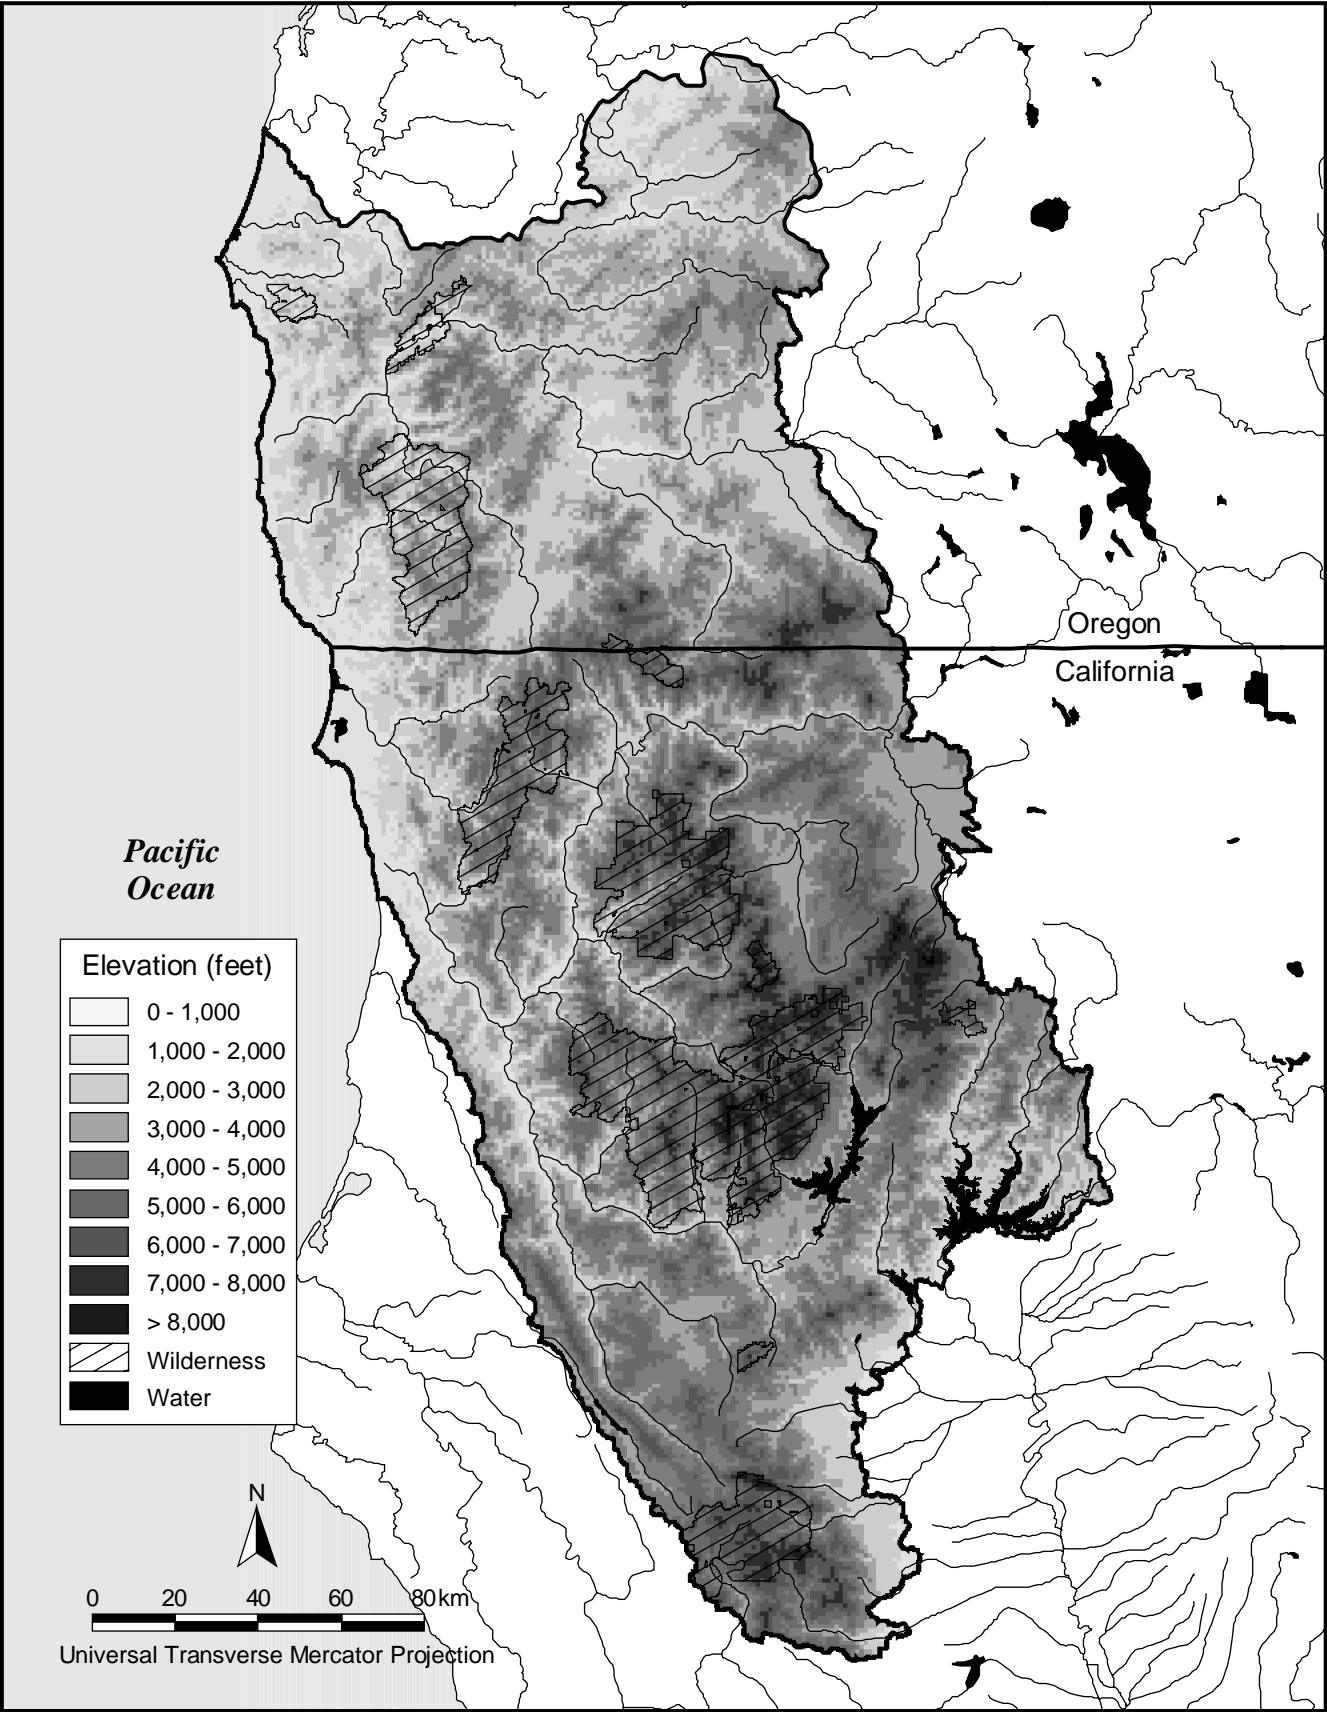 Oregon
California
Pacific
Ocean
Elevation (feet)
0 - 1,000
1,000 - 2,000
2,000 - 3,000
3,000 - 4,000
4,000 - 5,000
5,000 - 6,000
6,000 - 7,000
7,000 - 8,000
> 8,000
Wilderness
Water
N
0 20 40 60 80 km
Universal Transverse Mercator Projection